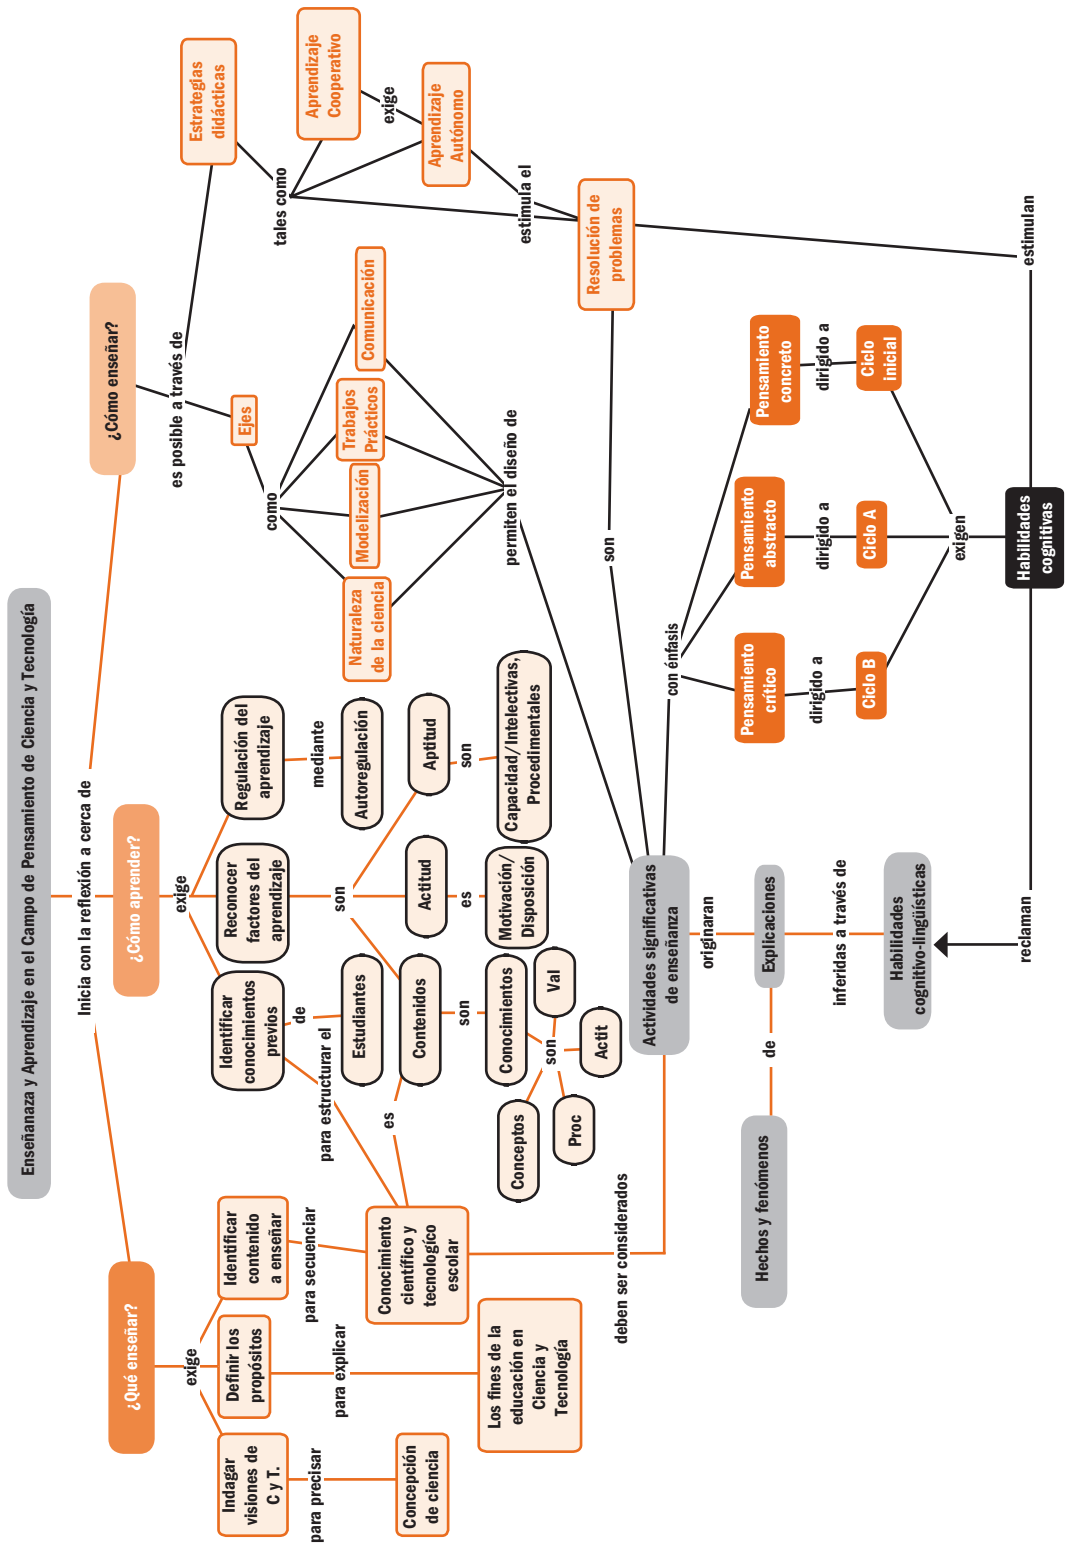 Enseñanaza y Aprendizaje en el Campo de Pensamiento de Ciencia y Tecnología
Inicia con la reflexión a cerca de
¿Qué enseñar?
¿Cómo aprender?
¿Cómo enseñar?
exige
Indagar
visiones de
C y T.
Definir los
propósitos
Identificar
contenido
a enseñar
para precisar
para explicar
para secuenciar
Concepción
de ciencia
Los fines de la
educación en
Ciencia y
Tecnología
Conocimiento
científico y
tecnologíco
escolar
exige
Identificar
conocimientos
previos
Reconocer
factores del
aprendizaje
Regulación del
aprendizaje
para estructurar el
de
mediante
Estudiantes
Autoregulación
son
es
Contenidos
Actitud
Aptitud
son
es
son
Conocimientos
Motivación/
Disposición
Capacidad/Intelectivas,
Procedimentales
son
Conceptos
Proc
Actit
Val
es posible a través de
Ejes
Estrategias
didácticas
como
tales como
Naturaleza
de la ciencia
Modelización
Trabajos
Prácticos
Comunicación
Aprendizaje
Cooperativo
exige
Aprendizaje
Autónomo
permiten el diseño de
estimula el
Resolución de
problemas
son
deben ser considerados
Actividades significativas
de enseñanza
con énfasis
originaran
Pensamiento
crítico
Pensamiento
abstracto
Pensamiento
concreto
dirigido a
dirigido a
dirigido a
Ciclo B
Ciclo A
Ciclo
inicial
exigen
Hechos y fenómenos
de
Explicaciones
inferidas a través de
Habilidades
cognitivo-lingüísticas
reclaman
Habilidades
cognitivas
estimulan